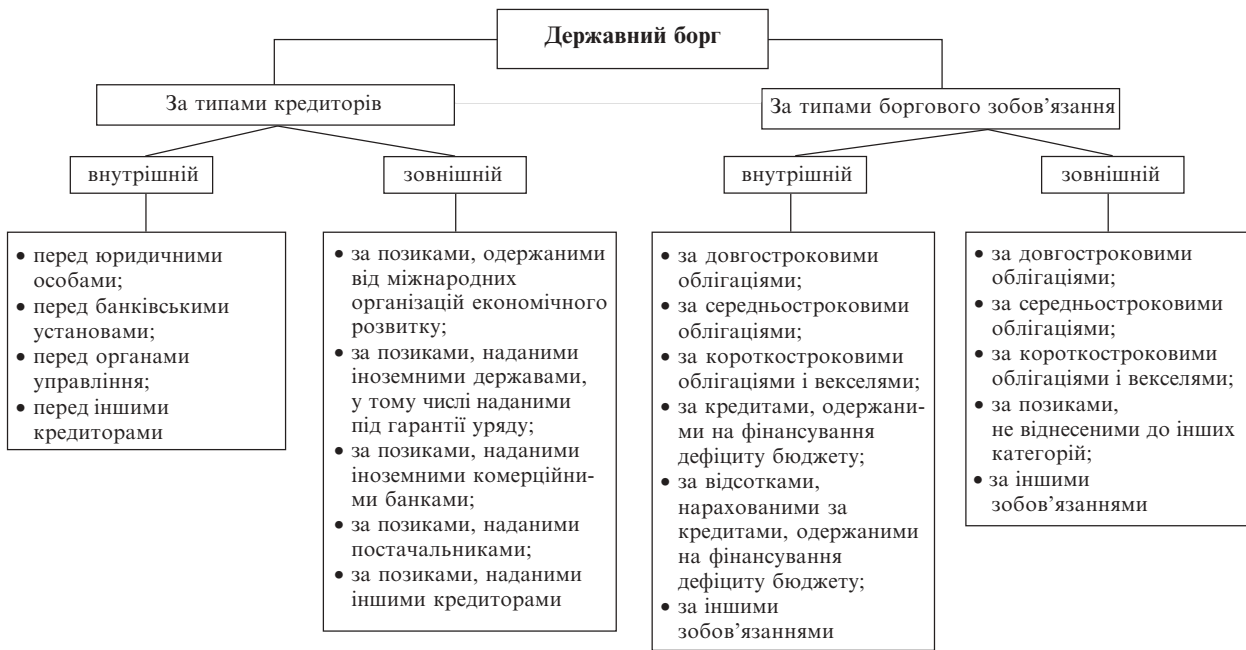 Державний борг
За типами кредиторів
За типами боргового зобов'язання
внутрішній
зовнішній
внутрішній
зовнішній
• перед юридичними
особами;
• перед банківськими
установами;
• перед органами
управління;
• перед іншими
кредиторами
• за позиками, одержаними
від міжнародних
організацій економічного
розвитку;
• за позиками, наданими
іноземними державами,
у тому числі наданими
під гарантії уряду;
• за позиками, наданими
іноземними комерційни-
ми банками;
• за позиками, наданими
постачальниками;
• за позиками, наданими
іншими кредиторами
• за довгостроковими
облігаціями;
• за середньостроковими
облігаціями;
• за короткостроковими
облігаціями і векселями;
• за кредитами, одержани-
ми на фінансування
дефіциту бюджету;
• за відсотками,
нарахованими за
кредитами, одержаними
на фінансування
дефіциту бюджету;
• за іншими
зобов'язаннями
• за довгостроковими
облігаціями;
• за середньостроковими
облігаціями;
• за короткостроковими
облігаціями і векселями;
• за позиками,
не віднесеними до інших
категорій;
• за іншими
зобов'язаннями